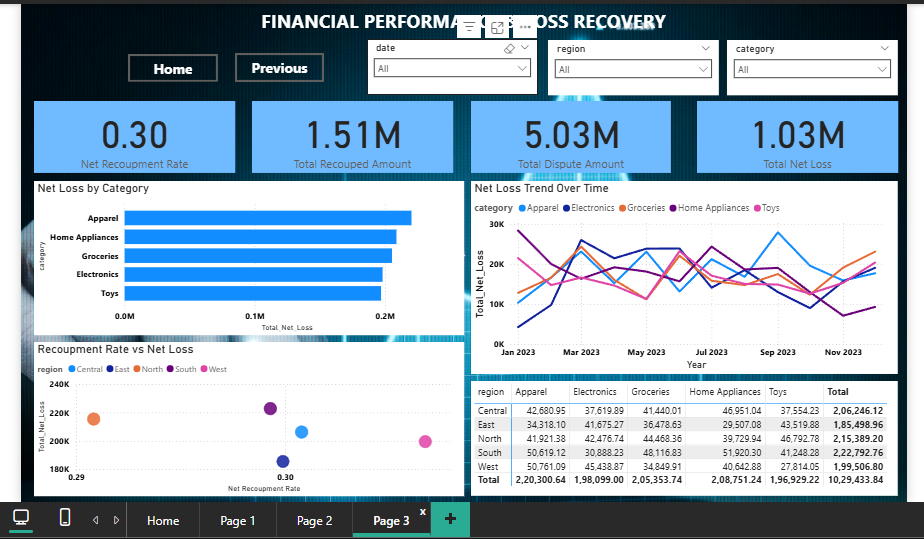 FINANCIAL PERFORMANCE & LOSS RECOVERY
Home
Previous
date
All
region
All
category
All
0.30
Net Recoupment Rate
1.51M
Total Recouped Amount
5.03M
Total Dispute Amount
1.03M
Total Net Loss
Net Loss by Category
category
Apparel
Home Appliances
Groceries
Electronics
Toys
0.0M 0.1M 0.2M
Total_Net_Loss
Net Loss Trend Over Time
category Apparel Electronics Groceries Home Appliances Toys
Total_Net_Loss
30K
20K
10K
0K
Jan 2023 Mar 2023 May 2023 Jul 2023 Sep 2023 Nov 2023
Year
Recoupment Rate vs Net Loss
region Central East North South West
Total_Net_Loss
240K
220K
200K
180K
0.29 0.30
Net Recoupment Rate
region Apparel Electronics Groceries Home Appliances Toys Total
Central 42,680.95 37,619.89 41,440.01 46,951.04 37,554.23 2,06,246.12
East 34,318.10 41,675.27 36,478.63 29,507.08 43,519.88 1,85,498.96
North 41,921.38 42,476.74 44,468.36 39,729.94 46,792.78 2,15,389.20
South 50,619.12 30,888.23 48,116.83 51,920.30 41,248.28 2,22,792.76
West 50,761.09 45,438.87 34,849.91 40,642.88 27,814.05 1,99,506.80
Total 2,20,300.64 1,98,099.00 2,05,353.74 2,08,751.24 1,96,929.22 10,29,433.84
Home Page 1 Page 2 Page 3 x +